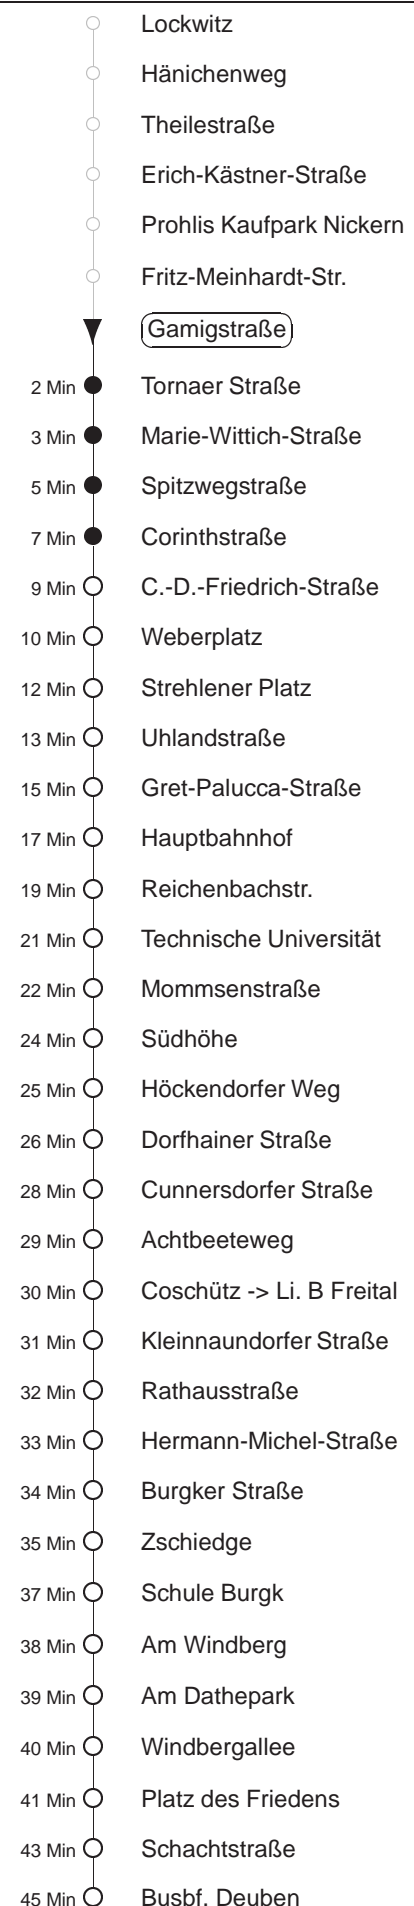 Lockwitz
Hänichenweg
Theilestraße
Erich-Kästner-Straße
Prohlis Kaufpark Nickern
Fritz-Meinhardt-Str.
Gamigstraße
2 Min Tornaer Straße
3 Min Marie-Wittich-Straße
5 Min Spitzwegstraße
7 Min Corinthstraße
9 Min C.-D.-Friedrich-Straße
10 Min Weberplatz
12 Min Strehlener Platz
13 Min Uhlandstraße
15 Min Gret-Palucca-Straße
17 Min Hauptbahnhof
19 Min Reichenbachstr.
21 Min Technische Universität
22 Min Mommsenstraße
24 Min Südhöhe
25 Min Höckendorfer Weg
26 Min Dorfhainer Straße
28 Min Cunnersdorfer Straße
29 Min Achtbeeteweg
30 Min Coschütz -> Li. B Freital
31 Min Kleinnaundorfer Straße
32 Min Rathausstraße
33 Min Hermann-Michel-Straße
34 Min Burgker Straße
35 Min Zschiedge
37 Min Schule Burgk
38 Min Am Windberg
39 Min Am Dathepark
40 Min Windbergallee
41 Min Platz des Friedens
43 Min Schachtstraße
45 Min Busbf. Deuben